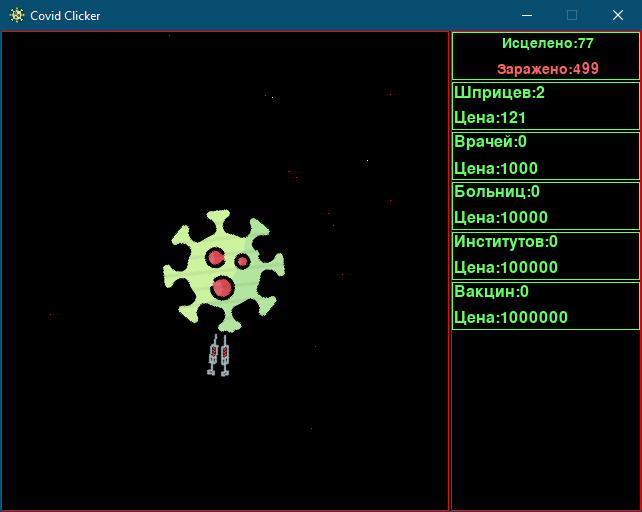 Covid Clicker
Исцелено:77
Заражено:499
Шприцев:2
Цена:121
Врачей:0
Цена:1000
Больниц:0
Цена:10000
Институтов:0
Цена:100000
Вакцин:0
Цена:1000000